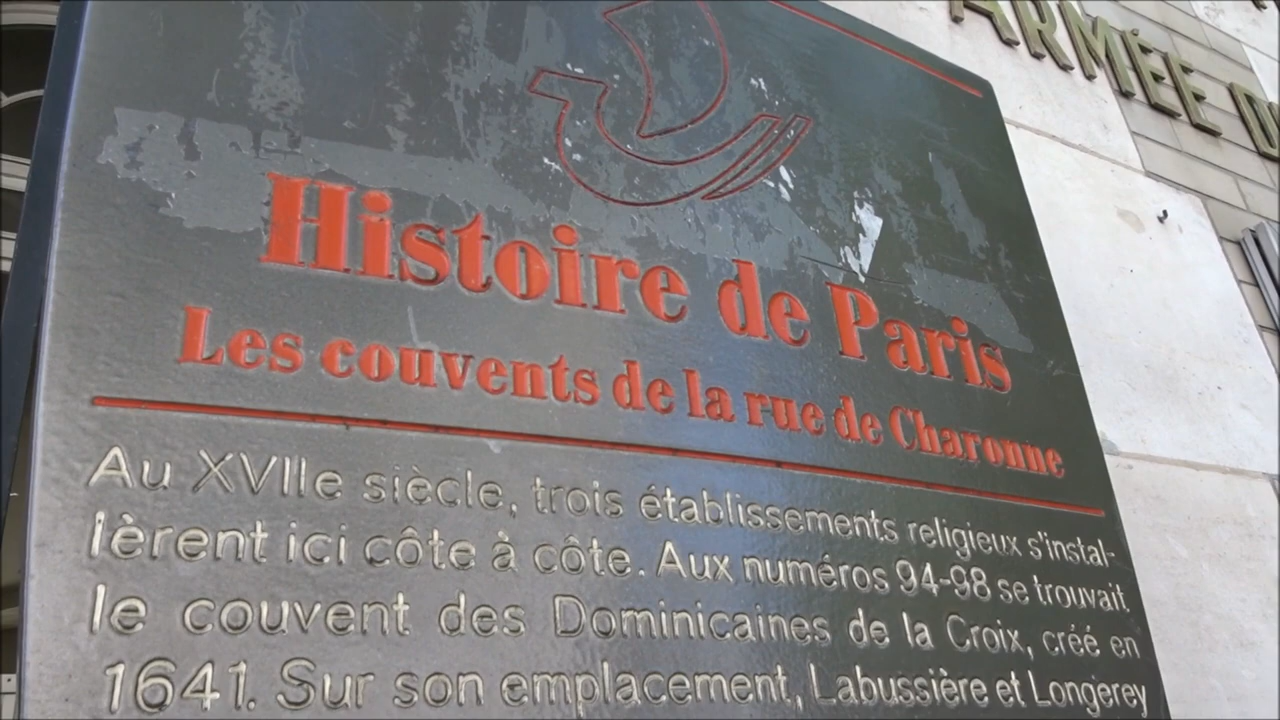 ARMÉE DU
Histoire de Paris
Les couvents de la rue de Charonne
Au XVIIe siècle, trois établissements religieux s'instal-
lèrent ici côte à côte. Aux numéros 94-98 se trouvait
le couvent des Dominicaines de la Croix, créé en
1641. Sur son emplacement, Labussière et Longerey